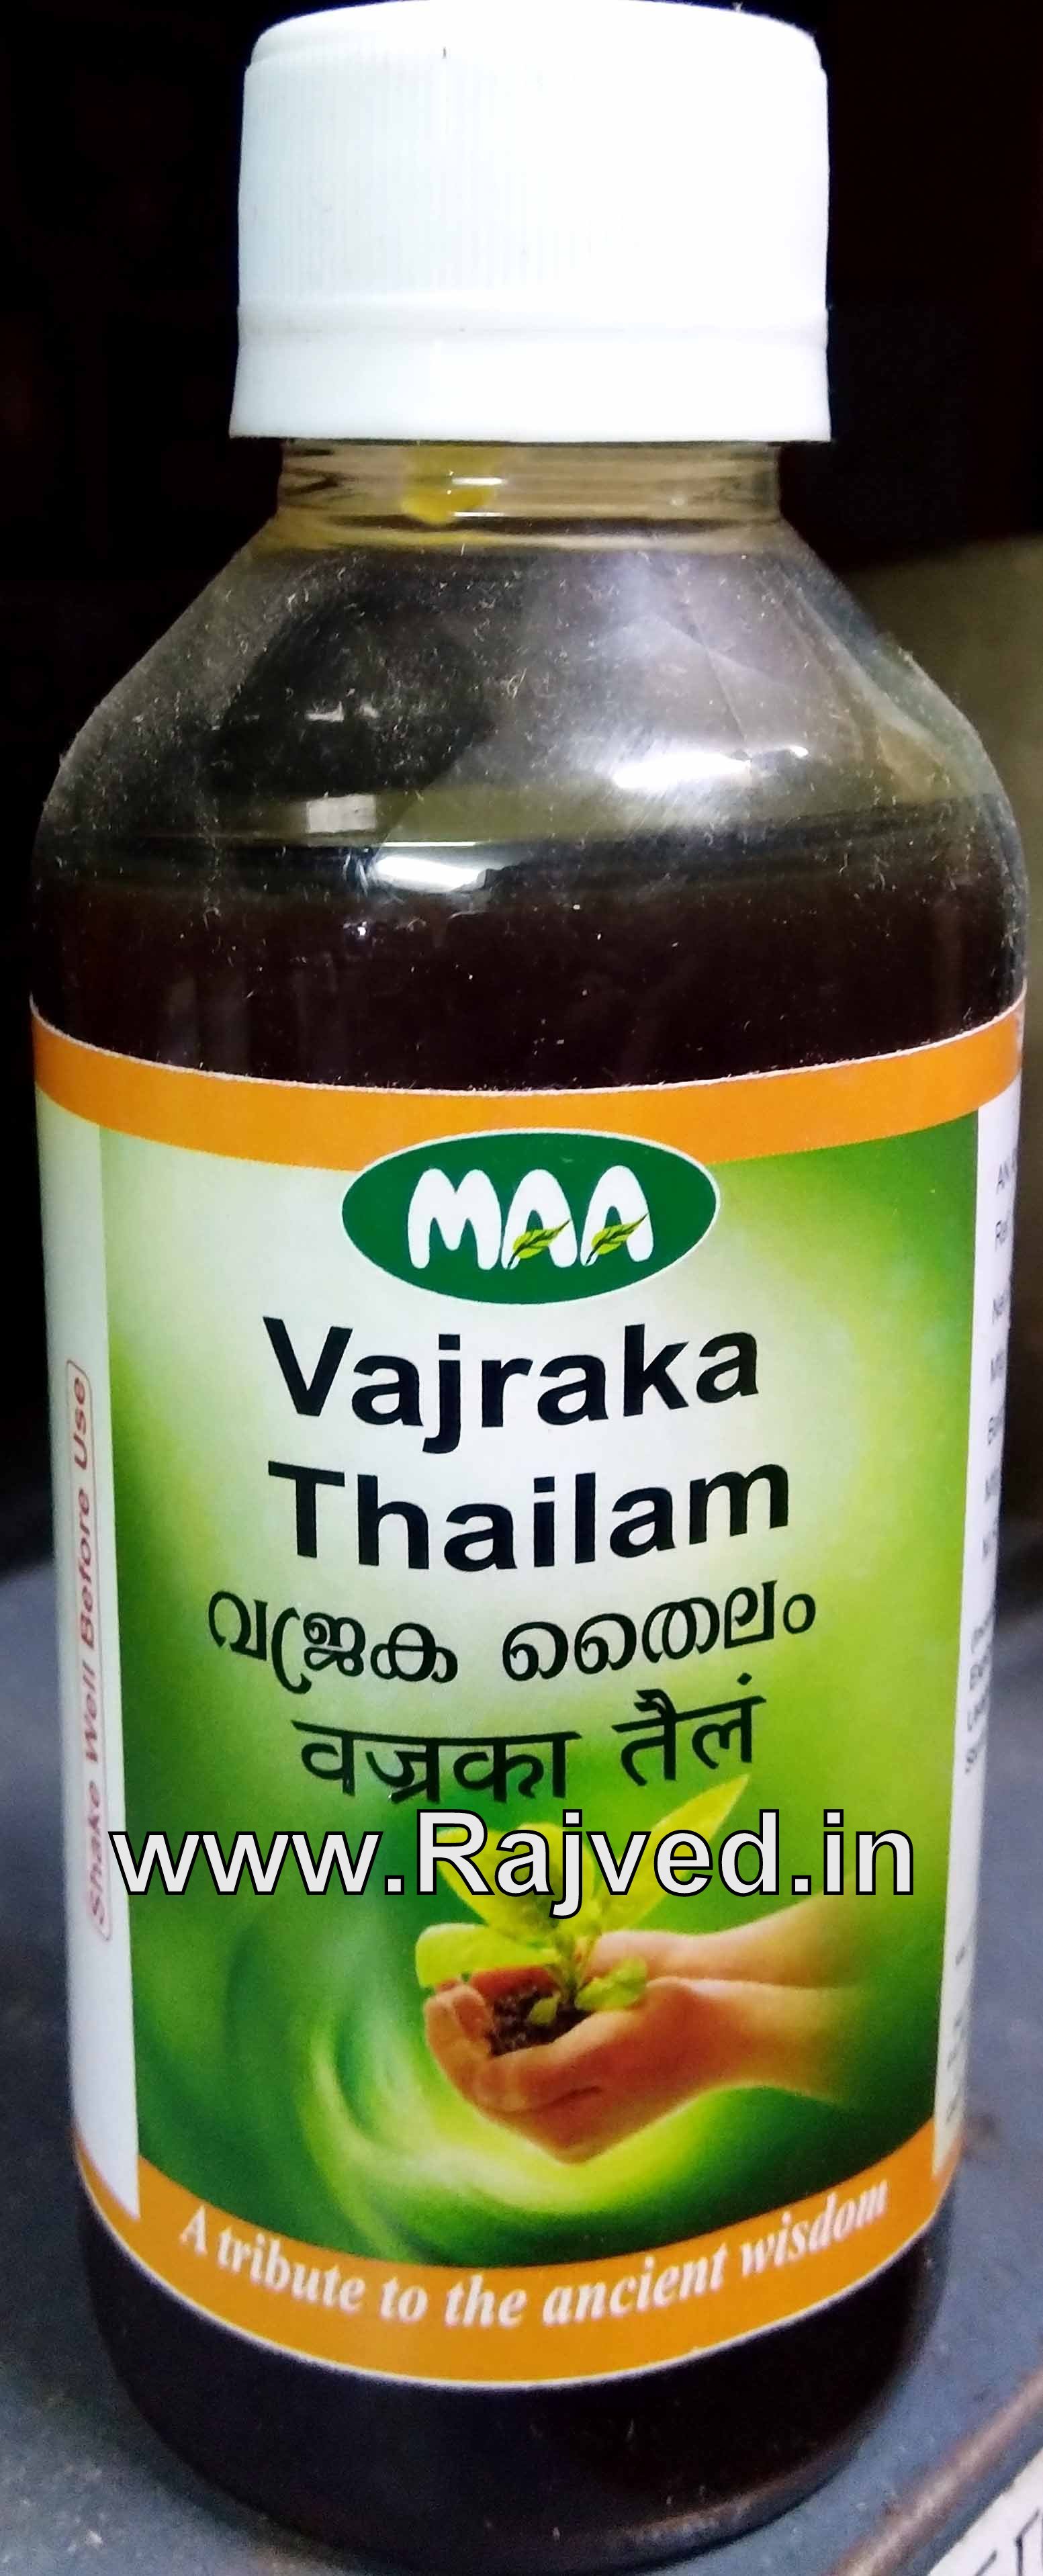 MAA
Vajraka
Thailam
വജ്രക തൈലം
वज्रका तैलं
www.Rajved.in
A tribute to the ancient wisdom
Shake Well Before Use